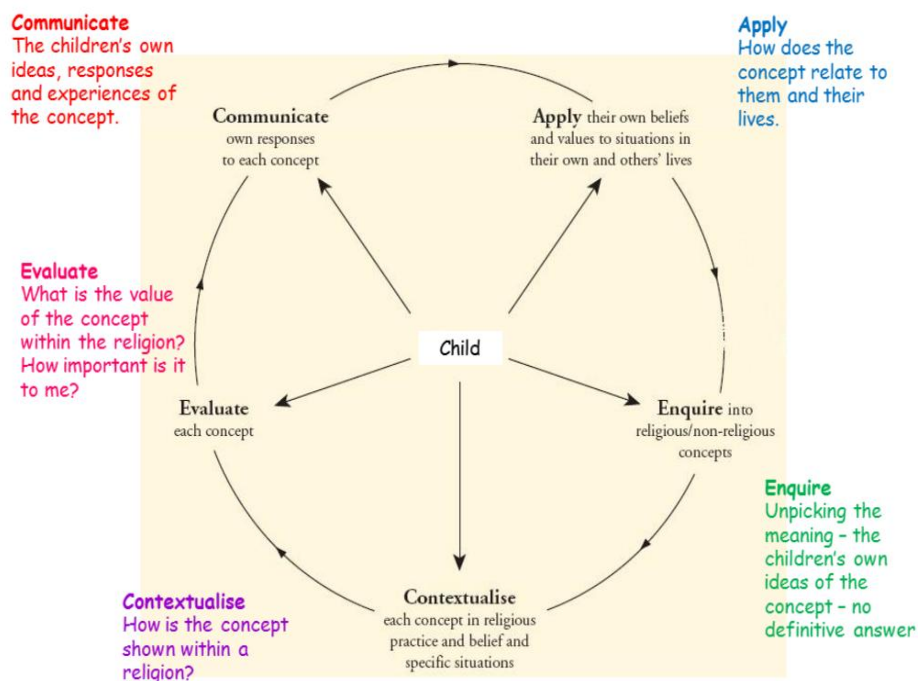 Communicate
The children's own
ideas, responses
and experiences of
the concept.
Apply
How does the
concept relate to
them and their
lives.
Communicate
own responses
to each concept
Apply their own beliefs
and values to situations in
their own and others' lives
Evaluate
What is the value
of the concept
within the religion?
How important is it
to me?
Child
Evaluate
each concept
Enquire into
religious/non-religious
concepts
Enquire
Unpicking the
meaning – the
children's own
ideas of the
concept – no
definitive answer
Contextualise
How is the concept
shown within a
religion?
Contextualise
each concept in religious
practice and belief and
specific situations